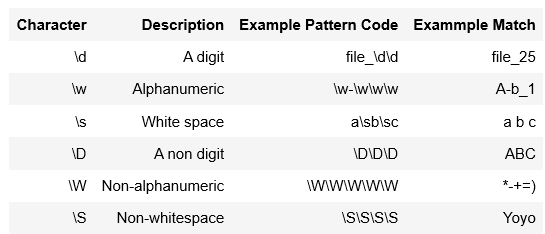 Character Description Example Pattern Code Exammple Match
\d A digit file_\d\d file_25
\w Alphanumeric \w-\w\w\w A-b_1
\s White space a\sb\sc a b c
\D A non digit \D\D\D ABC
\W Non-alphanumeric \W\W\W\W\W *-+=)
\S Non-whitespace \S\S\S\S Yoyo